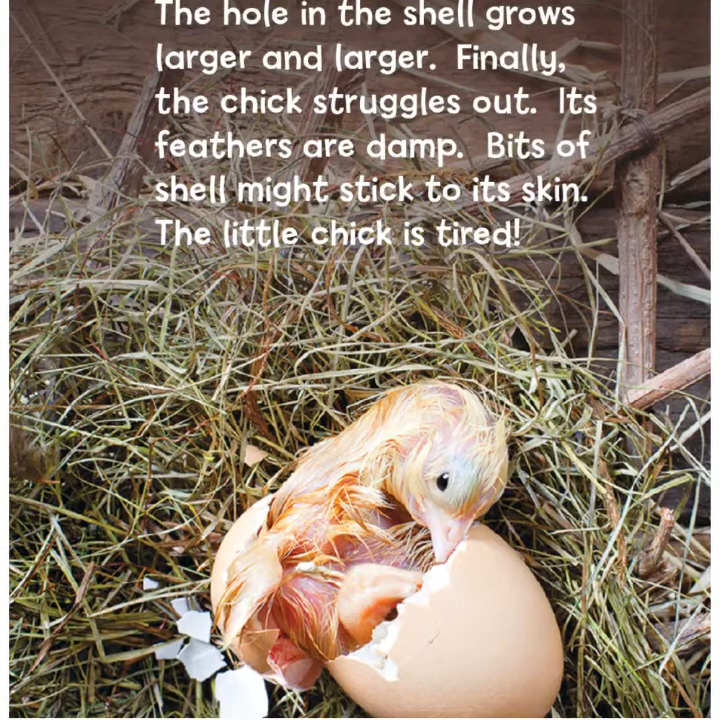 The hole in the shell grows
larger and larger.  Finally,
the chick struggles out.  Its
feathers are damp.  Bits of
shell might stick to its skin.
The little chick is tired!